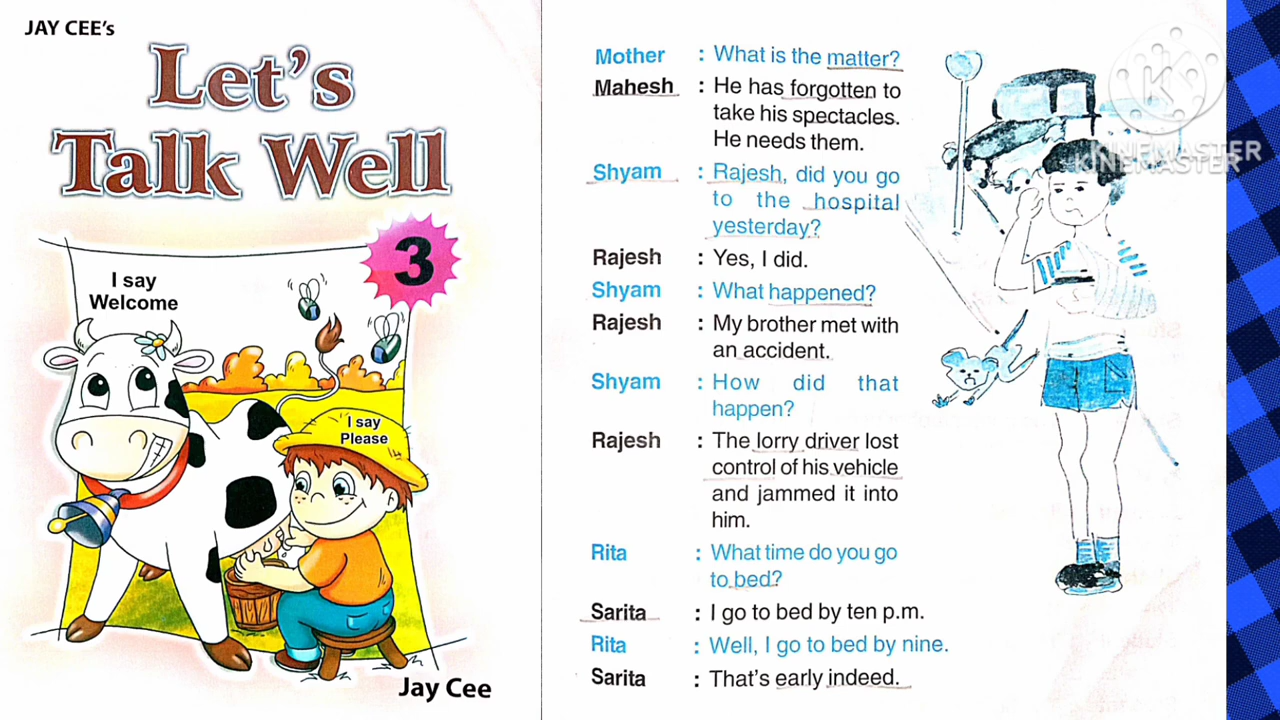 JAY CEE's
Let's
Talk Well
3
I say
Welcome
I say
Please
Jay Cee
Mother : What is the matter?
Mahesh : He has forgotten to
take his spectacles.
He needs them.
Shyam : Rajesh, did you go
to the hospital
yesterday?
Rajesh : Yes, I did.
Shyam : What happened?
Rajesh : My brother met with
an accident.
Shyam : How did that
happen?
Rajesh : The lorry driver lost
control of his vehicle
and jammed it into
him.
Rita : What time do you go
to bed?
Sarita : I go to bed by ten p.m.
Rita : Well, I go to bed by nine.
Sarita : That's early indeed.
K
KINEMASTER
KINEMASTER